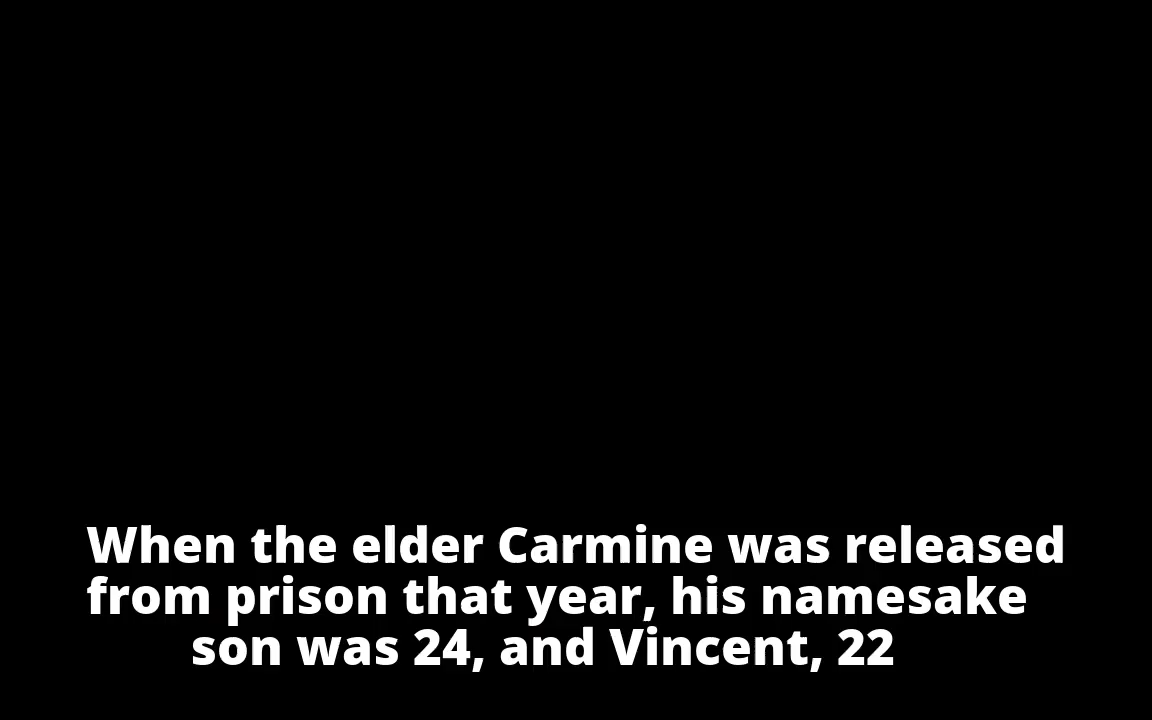 When the elder Carmine was released
from prison that year, his namesake
son was 24, and Vincent, 22